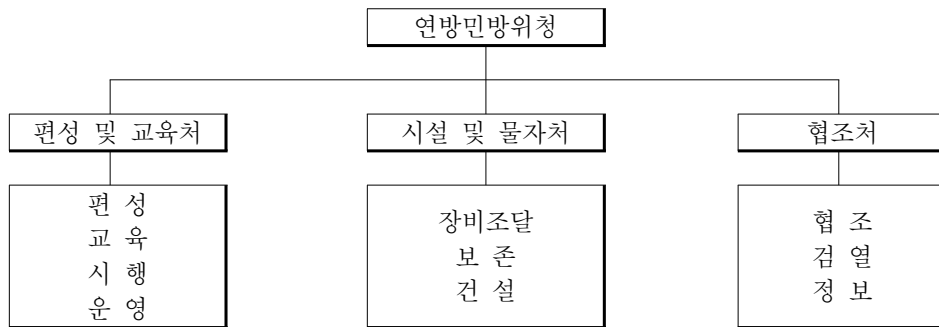 연방민방위청
편성 및 교육처
시설 및 물자처
협조처
편 성
교 육
시 행
운 영
장비조달
보 존
건 설
협 조
검 열
정 보